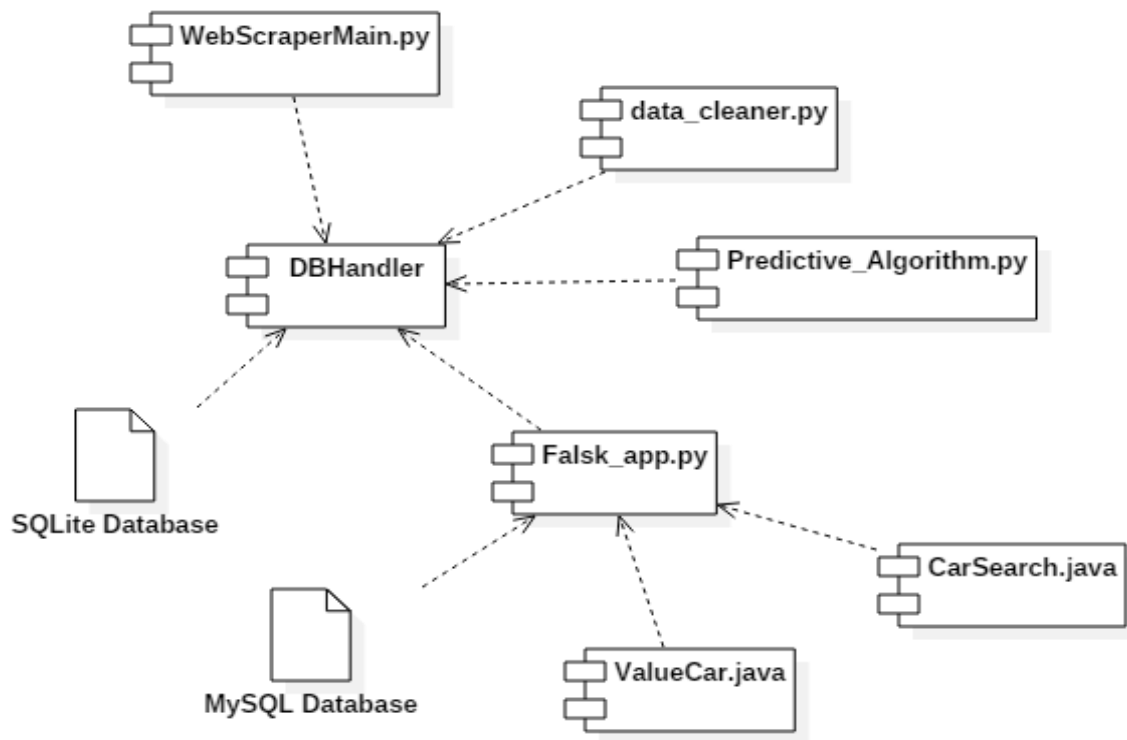 WebScraperMain.py
data_cleaner.py
DBHandler
Predictive_Algorithm.py
Falsk_app.py
SQLite Database
CarSearch.java
ValueCar.java
MySQL Database